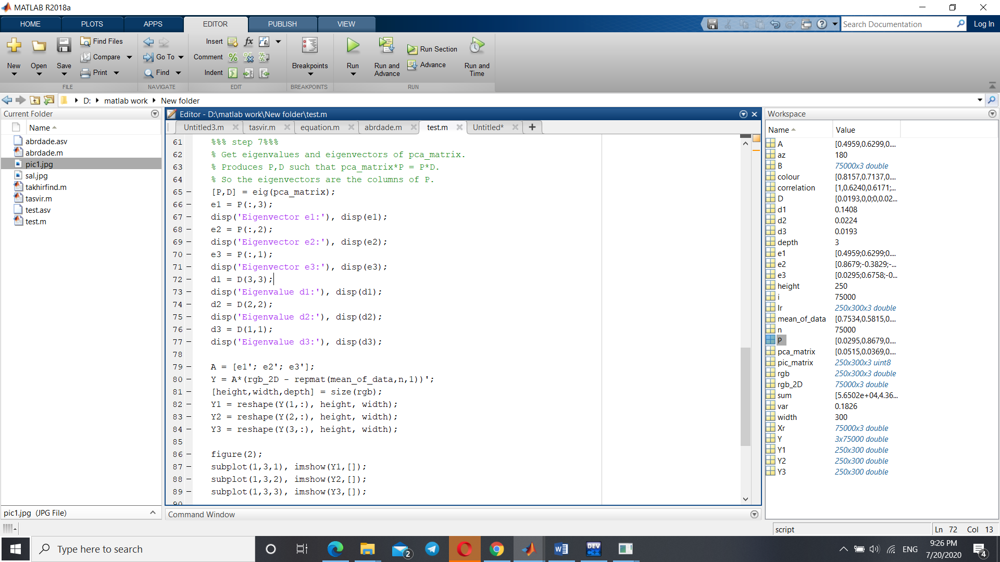 MATLAB R2018a
HOME PLOTS APPS EDITOR PUBLISH VIEW
Search Documentation Log In
New Open Save
Find Files
Compare
Print
FILE
Go To
Find
NAVIGATE
Insert fx
Comment
Indent
EDIT
Breakpoints
BREAKPOINTS
Run
Run and Advance
Run Section
Advance
Run and Time
RUN
D: matlab work New folder
Current Folder
Name
abrdade.asv
abrdade.m
pic1.jpg
sal.jpg
takhirfind.m
tasvir.m
test.asv
test.m
pic1.jpg (JPG File)
Editor - D:\matlab work\New folder\test.m
Untitled3.m tasvir.m equation.m abrdade.m test.m Untitled*
61 %%% step 7%%%
62 % Get eigenvalues and eigenvectors of pca_matrix.
63 % Produces P,D such that pca_matrix*P = P*D.
64 % So the eigenvectors are the columns of P.
65 – [P,D] = eig(pca_matrix);
66 – e1 = P(:,3);
67 – disp('Eigenvector e1:'), disp(e1);
68 – e2 = P(:,2);
69 – disp('Eigenvector e2:'), disp(e2);
70 – e3 = P(:,1);
71 – disp('Eigenvector e3:'), disp(e3);
72 – d1 = D(3,3);
73 – disp('Eigenvalue d1:'), disp(d1);
74 – d2 = D(2,2);
75 – disp('Eigenvalue d2:'), disp(d2);
76 – d3 = D(1,1);
77 – disp('Eigenvalue d3:'), disp(d3);
78
79 – A = [e1'; e2'; e3'];
80 – Y = A*(rgb_2D - repmat(mean_of_data,n,1))';
81 – [height,width,depth] = size(rgb);
82 – Y1 = reshape(Y(1,:), height, width);
83 – Y2 = reshape(Y(2,:), height, width);
84 – Y3 = reshape(Y(3,:), height, width);
85
86 – figure(2);
87 – subplot(1,3,1), imshow(Y1,[]);
88 – subplot(1,3,2), imshow(Y2,[]);
89 – subplot(1,3,3), imshow(Y3,[]);
90
Command Window
Workspace
Name Value
A [0.4959,0.6299,0....
az 180
B 75000x3 double
colour [0.8157,0.7137,0....
correlation [1,0.6240,0.6171;...
D [0.0193,0,0;0,0.02...
d1 0.1408
d2 0.0224
d3 0.0193
depth 3
e1 [0.4959;0.6299;0....
e2 [0.8679;-0.3829;-...
e3 [0.0295;0.6758;-0...
height 250
i 75000
Ir 250x300x3 double
mean_of_data [0.7534,0.5815,0....
n 75000
P [0.0295,0.8679,0....
pca_matrix [0.0515,0.0369,0....
pic_matrix 250x300x3 uint8
rgb 250x300x3 double
rgb_2D 75000x3 double
sum [5.6502e+04,4.36...
var 0.1826
width 300
Xr 75000x3 double
Y 3x75000 double
Y1 250x300 double
Y2 250x300 double
Y3 250x300 double
script Ln 72 Col 13
Type here to search
2
W
DEV C++
ENG
9:26 PM
7/20/2020
4